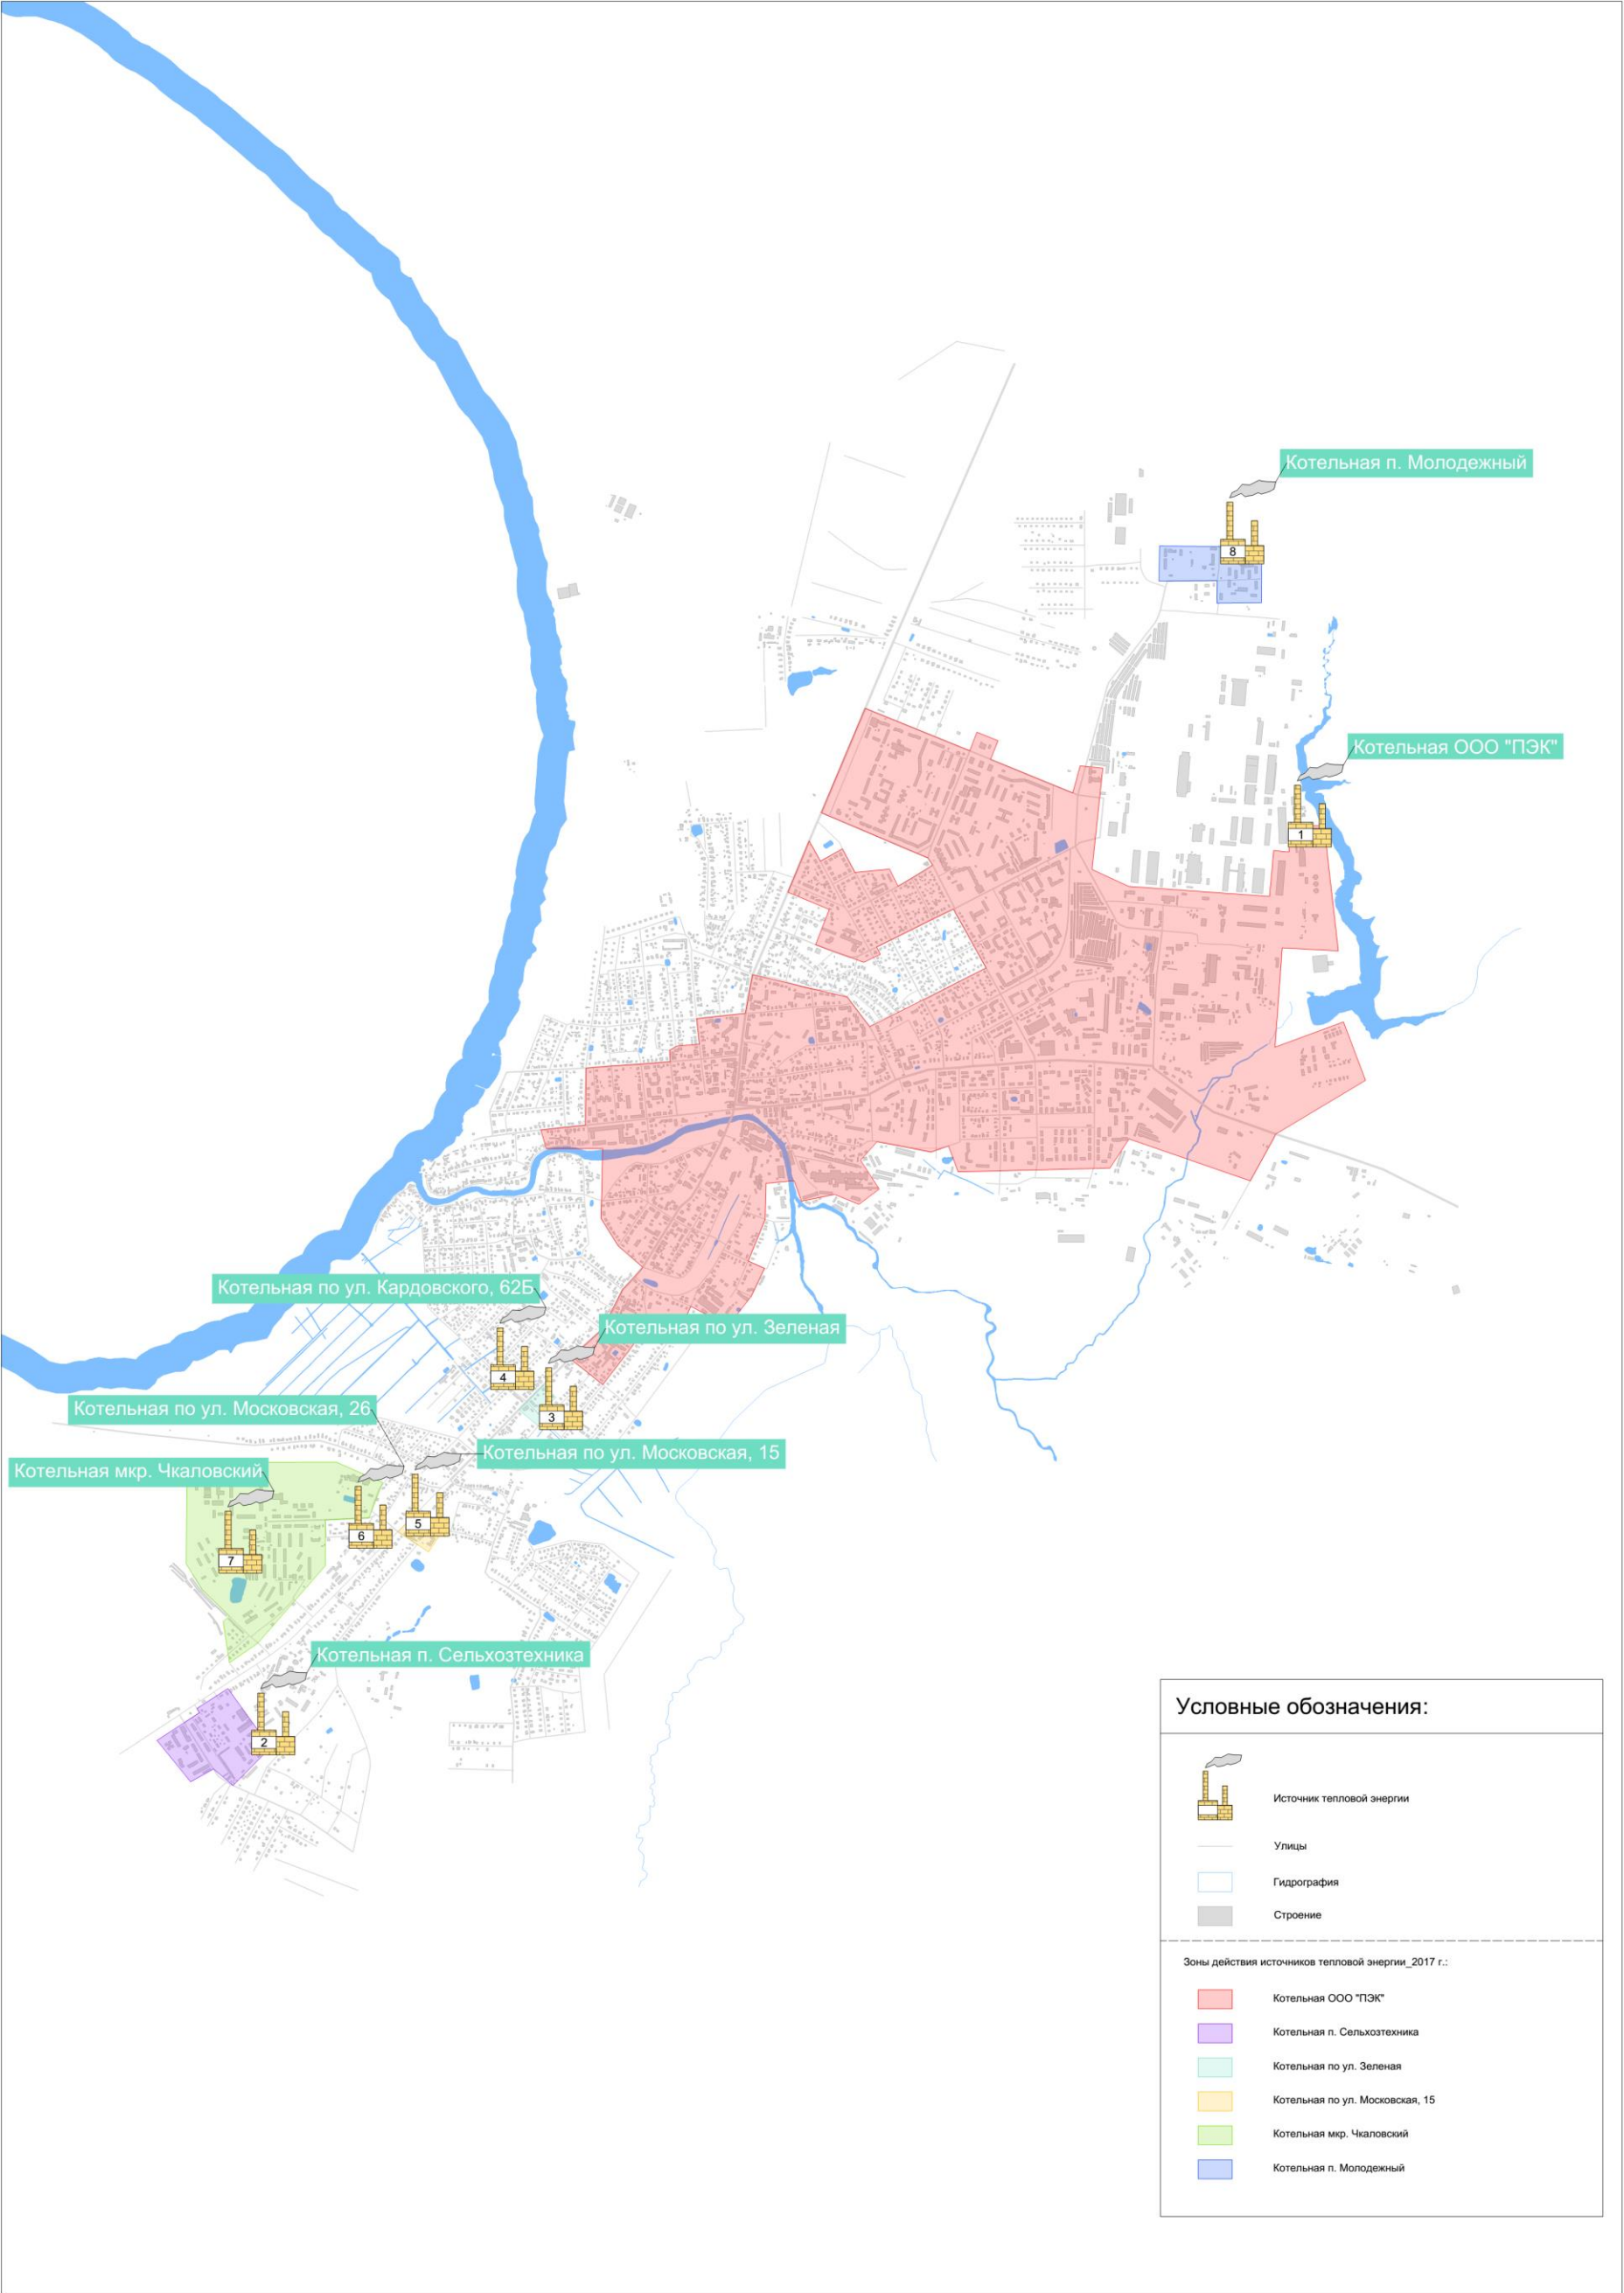 Котельная п. Молодежный
8
Котельная ООО "ПЭК"
1
Котельная по ул. Кардовского, 62Б
Котельная по ул. Зеленая
4
3
Котельная по ул. Московская, 26
Котельная по ул. Московская, 15
Котельная мкр. Чкаловский
5
6
7
Котельная п. Сельхозтехника
2
Условные обозначения:
Источник тепловой энергии
Улицы
Гидрография
Строение
Зоны действия источников тепловой энергии_2017 г.:
Котельная ООО "ПЭК"
Котельная п. Сельхозтехника
Котельная по ул. Зеленая
Котельная по ул. Московская, 15
Котельная мкр. Чкаловский
Котельная п. Молодежный